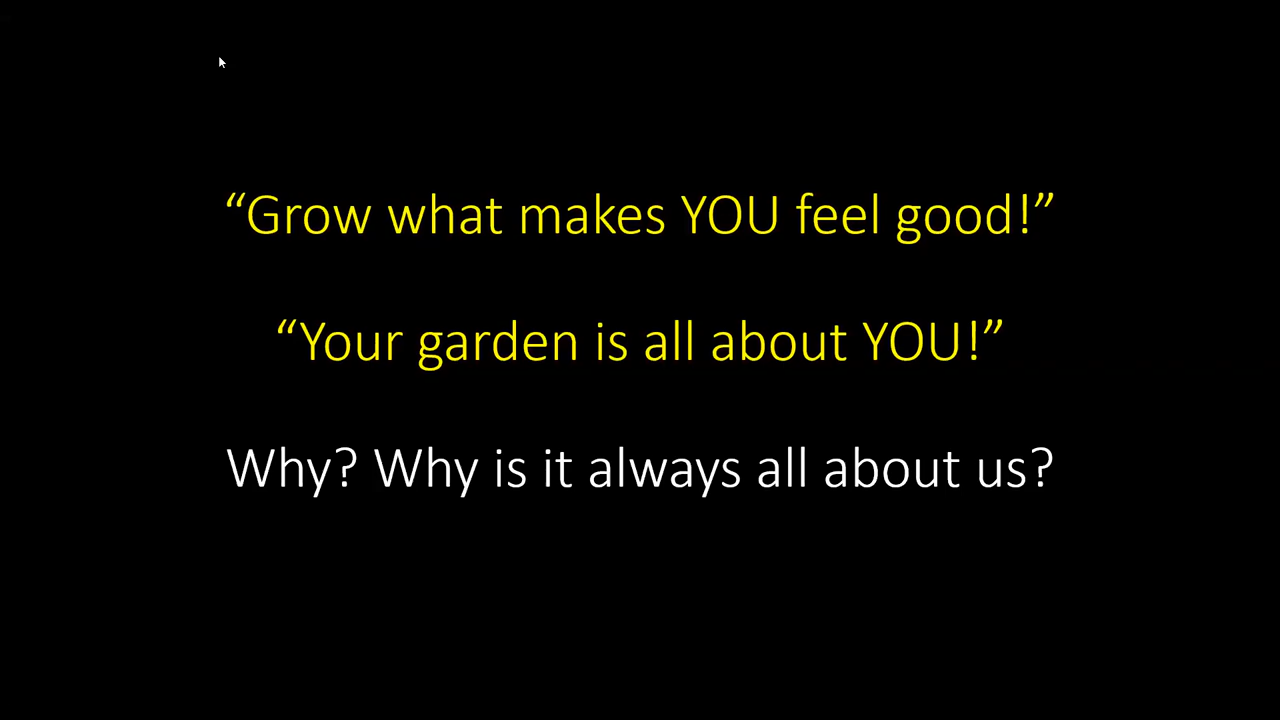 “Grow what makes YOU feel good!”
“Your garden is all about YOU!”
Why? Why is it always all about us?